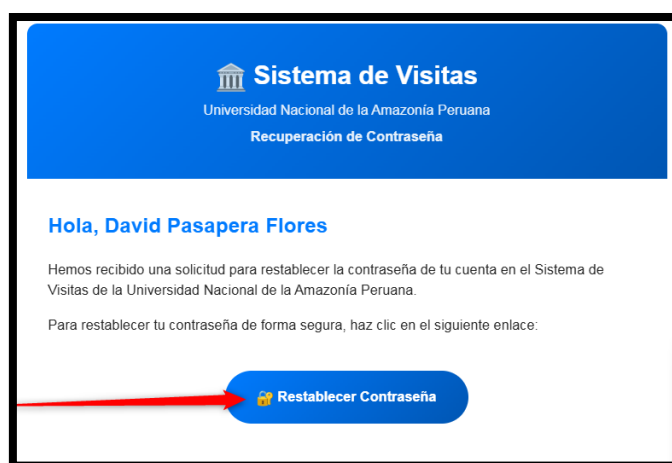 Sistema de Visitas
Universidad Nacional de la Amazonía Peruana
Recuperación de Contraseña
Hola, David Pasapera Flores
Hemos recibido una solicitud para restablecer la contraseña de tu cuenta en el Sistema de
Visitas de la Universidad Nacional de la Amazonía Peruana.
Para restablecer tu contraseña de forma segura, haz clic en el siguiente enlace:
Restablecer Contraseña